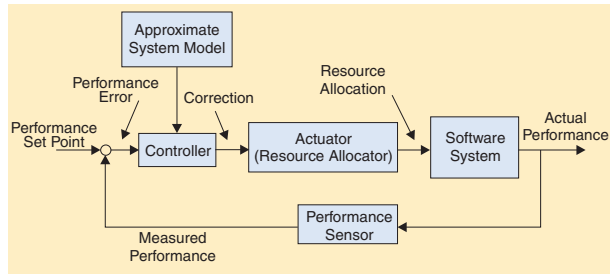 Approximate
System Model
Performance
Error
Correction
Resource
Allocation
Performance
Set Point
Controller
Actuator
(Resource Allocator)
Software
System
Actual
Performance
Performance
Sensor
Measured
Performance